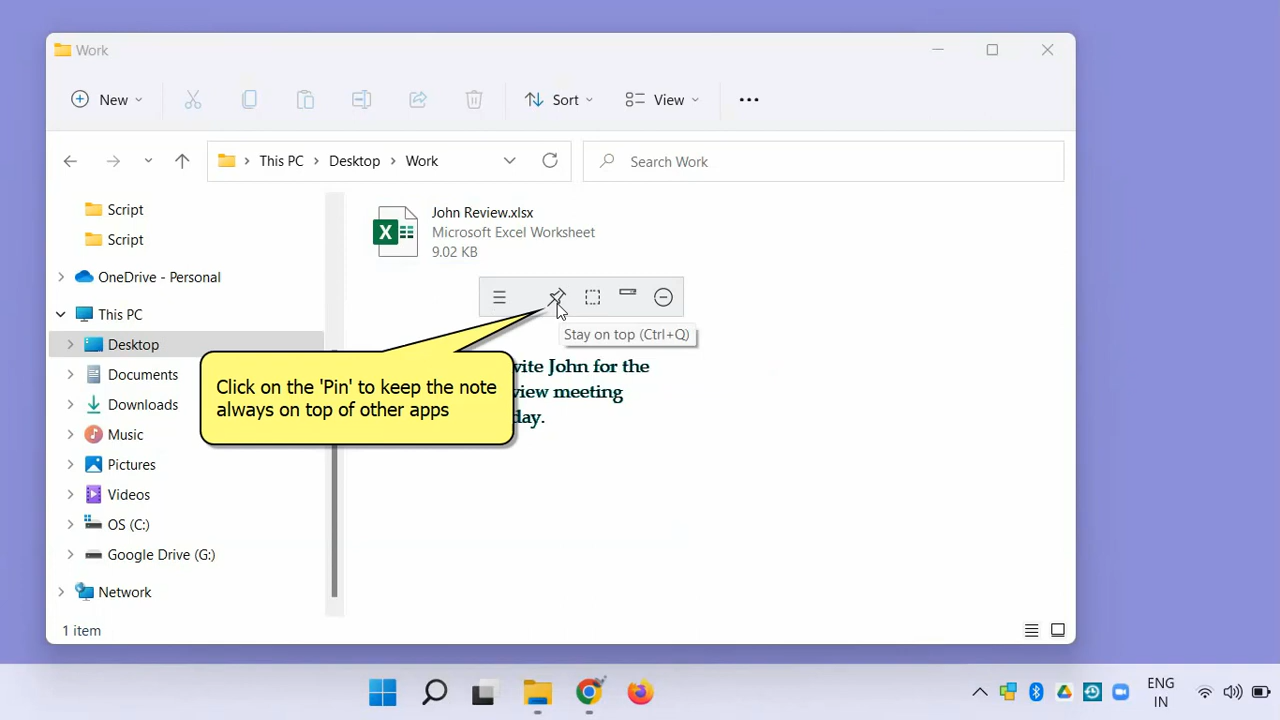 Work
New
Sort
View
This PC
Desktop
Work
Search Work
Script
Script
OneDrive - Personal
This PC
Desktop
Documents
Downloads
Music
Pictures
Videos
OS (C:)
Google Drive (G:)
Network
John Review.xlsx
Microsoft Excel Worksheet
9.02 KB
Stay on top (Ctrl+Q)
John for the
meeting
Click on the 'Pin' to keep the note
always on top of other apps
1 item
ENG
IN